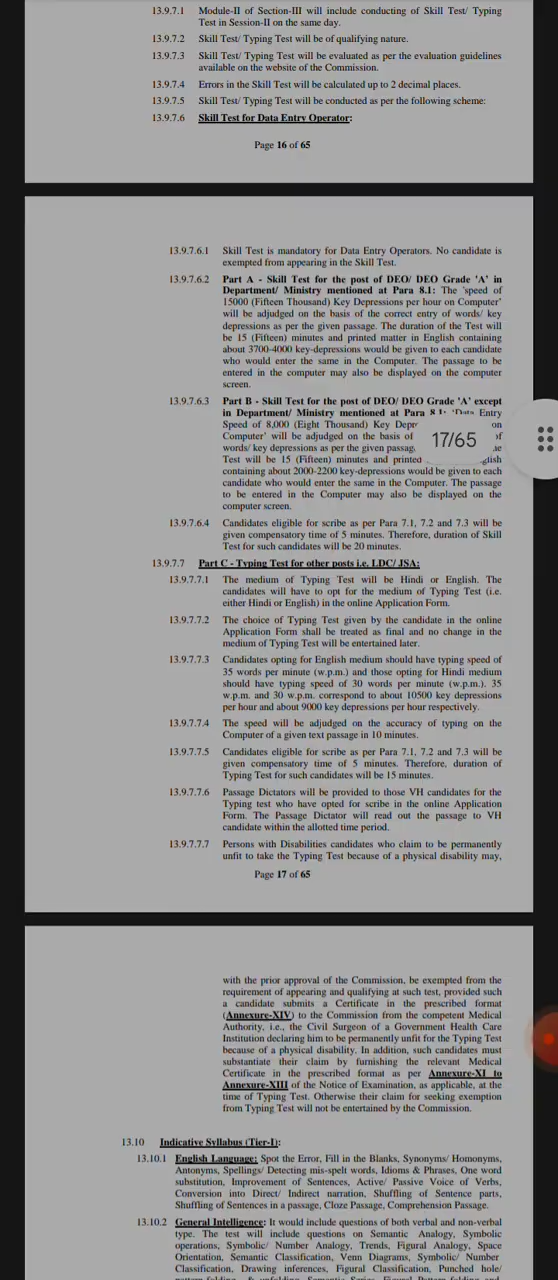 13.9.7.1 Module-II of Section-III will include conducting of Skill Test/ Typing
Test in Session-II on the same day.
13.9.7.2 Skill Test/ Typing Test will be of qualifying nature.
13.9.7.3 Skill Test/ Typing Test will be evaluated as per the evaluation guidelines
available on the website of the Commission.
13.9.7.4 Errors in the Skill Test will be calculated up to 2 decimal places.
13.9.7.5 Skill Test/ Typing Test will be conducted as per the following scheme:
13.9.7.6 Skill Test for Data Entry Operator:
Page 16 of 65
13.9.7.6.1 Skill Test is mandatory for Data Entry Operators. No candidate is
exempted from appearing in the Skill Test.
13.9.7.6.2 Part A - Skill Test for the post of DEO/ DEO Grade 'A' in
Department/ Ministry mentioned at Para 8.1: The 'speed of
15000 (Fifteen Thousand) Key Depressions per hour on Computer'
will be adjudged on the basis of the correct entry of words/ key
depressions as per the given passage. The duration of the Test will
be 15 (Fifteen) minutes and printed matter in English containing
about 3700-4000 key-depressions would be given to each candidate
who would enter the same in the Computer. The passage to be
entered in the computer may also be displayed on the computer
screen.
13.9.7.6.3 Part B - Skill Test for the post of DEO/ DEO Grade 'A' except
in Department/ Ministry mentioned at Para 8.1: 'Data Entry
Speed of 8,000 (Eight Thousand) Key Depr on
Computer' will be adjudged on the basis of of
words/ key depressions as per the given passag
Test will be 15 (Fifteen) minutes and printed glish
containing about 2000-2200 key-depressions would be given to each
candidate who would enter the same in the Computer. The passage
to be entered in the Computer may also be displayed on the
computer screen.
17/65
13.9.7.6.4 Candidates eligible for scribe as per Para 7.1, 7.2 and 7.3 will be
given compensatory time of 5 minutes. Therefore, duration of Skill
Test for such candidates will be 20 minutes.
13.9.7.7 Part C - Typing Test for other posts i.e. LDC/ JSA:
13.9.7.7.1 The medium of Typing Test will be Hindi or English. The
candidates will have to opt for the medium of Typing Test (i.e.
either Hindi or English) in the online Application Form.
13.9.7.7.2 The choice of Typing Test given by the candidate in the online
Application Form shall be treated as final and no change in the
medium of Typing Test will be entertained later.
13.9.7.7.3 Candidates opting for English medium should have typing speed of
35 words per minute (w.p.m.) and those opting for Hindi medium
should have typing speed of 30 words per minute (w.p.m.). 35
w.p.m. and 30 w.p.m. correspond to about 10500 key depressions
per hour and about 9000 key depressions per hour respectively.
13.9.7.7.4 The speed will be adjudged on the accuracy of typing on the
Computer of a given text passage in 10 minutes.
13.9.7.7.5 Candidates eligible for scribe as per Para 7.1, 7.2 and 7.3 will be
given compensatory time of 5 minutes. Therefore, duration of
Typing Test for such candidates will be 15 minutes.
13.9.7.7.6 Passage Dictators will be provided to those VH candidates for the
Typing test who have opted for scribe in the online Application
Form. The Passage Dictator will read out the passage to VH
candidate within the allotted time period.
13.9.7.7.7 Persons with Disabilities candidates who claim to be permanently
unfit to take the Typing Test because of a physical disability may,
Page 17 of 65
with the prior approval of the Commission, be exempted from the
requirement of appearing and qualifying at such test, provided such
a candidate submits a Certificate in the prescribed format
(Annexure-XIV) to the Commission from the competent Medical
Authority, i.e., the Civil Surgeon of a Government Health Care
Institution declaring him to be permanently unfit for the Typing Test
because of a physical disability. In addition, such candidates must
substantiate their claim by furnishing the relevant Medical
Certificate in the prescribed format as per Annexure-XI to
Annexure-XIII of the Notice of Examination, as applicable, at the
time of Typing Test. Otherwise their claim for seeking exemption
from Typing Test will not be entertained by the Commission.
13.10 Indicative Syllabus (Tier-I):
13.10.1 English Language: Spot the Error, Fill in the Blanks, Synonyms/ Homonyms,
Antonyms, Spellings/ Detecting mis-spelt words, Idioms & Phrases, One word
substitution, Improvement of Sentences, Active/ Passive Voice of Verbs,
Conversion into Direct/ Indirect narration, Shuffling of Sentence parts,
Shuffling of Sentences in a passage, Cloze Passage, Comprehension Passage.
13.10.2 General Intelligence: It would include questions of both verbal and non-verbal
type. The test will include questions on Semantic Analogy, Symbolic
operations, Symbolic/ Number Analogy, Trends, Figural Analogy, Space
Orientation, Semantic Classification, Venn Diagrams, Symbolic/ Number
Classification, Drawing inferences, Figural Classification, Punched hole/